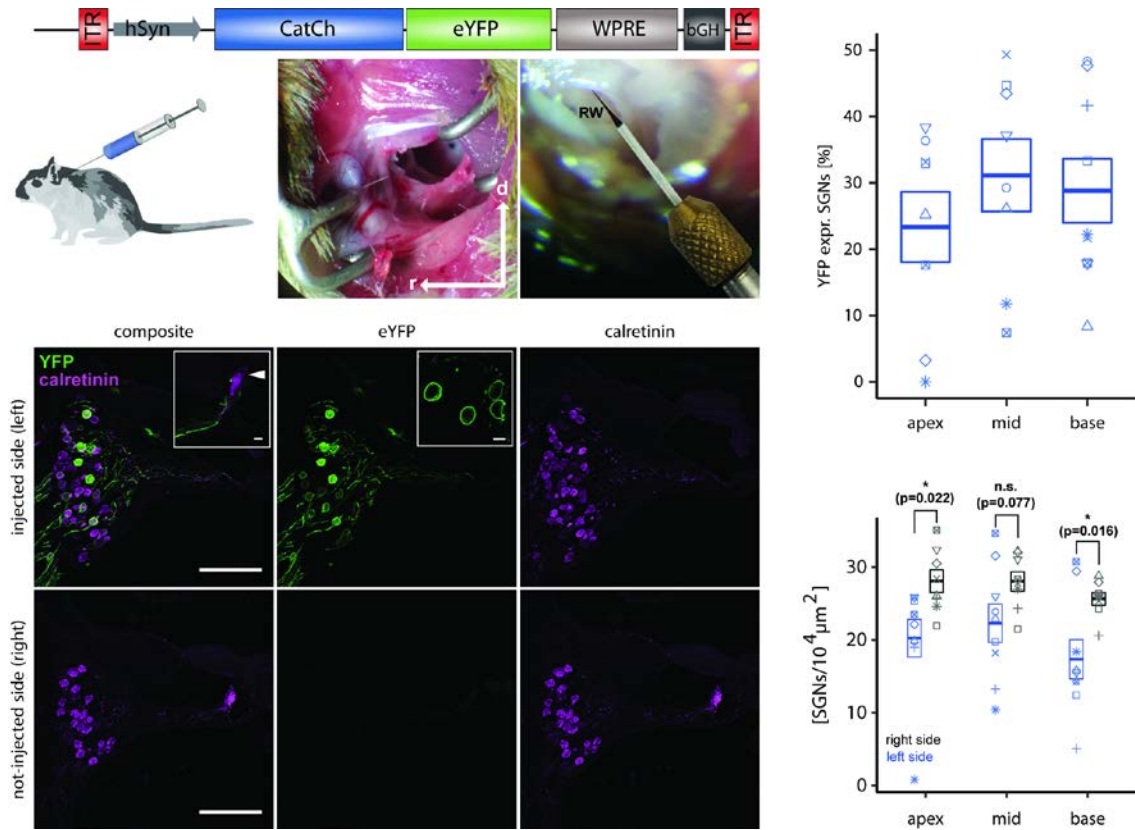 ITR hSyn CatCh eYFP WPRE bGH ITR
RW
d
r
composite eYFP calretinin
injected side (left)
YFP
calretinin
not-injected side (right)
YFP expr. SGNs [%]
50
40
30
20
10
0
apex mid base
[SGNs/10⁴μm²]
*
(p=0.022)
n.s.
(p=0.077)
*
(p=0.016)
30
20
10
0
right side
left side
apex mid base